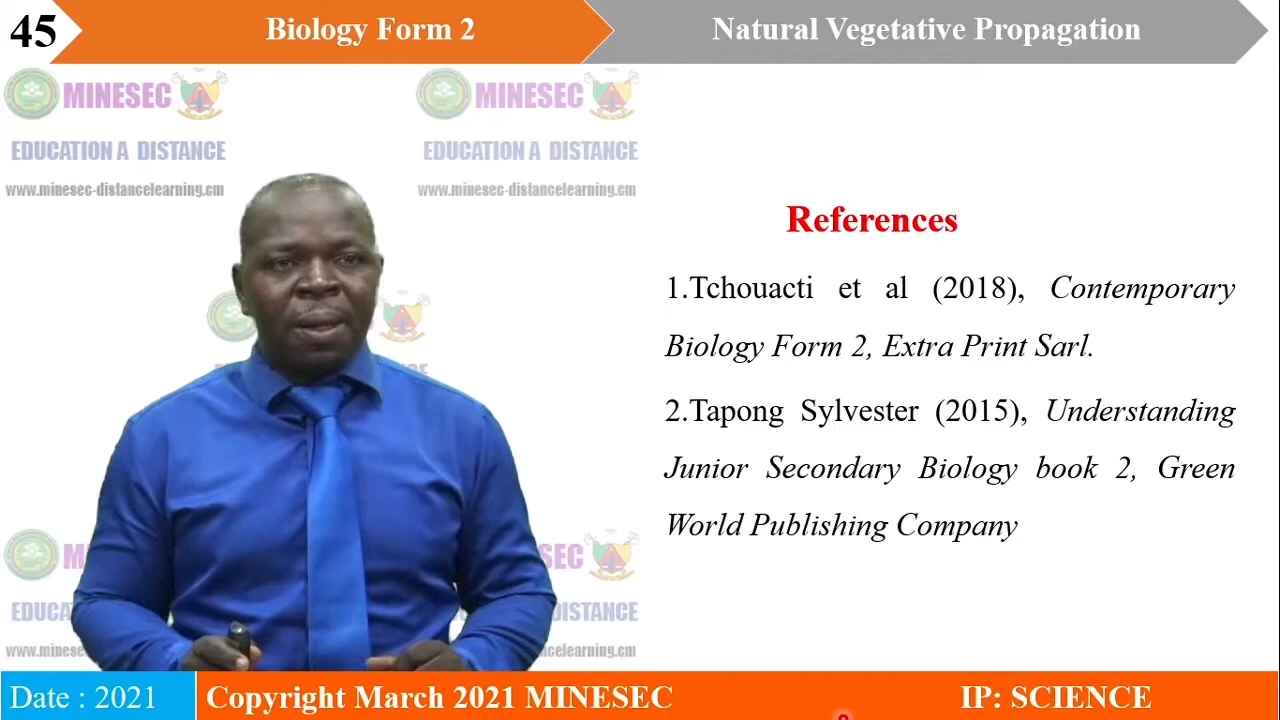 45
Biology Form 2
Natural Vegetative Propagation
MINESEC
MINESEC
EDUCATION A DISTANCE
EDUCATION A DISTANCE
www.minesec-distancelearning.cm
www.minesec-distancelearning.cm
References
1.Tchouacti et al (2018), Contemporary
Biology Form 2, Extra Print Sarl.
2.Tapong Sylvester (2015), Understanding
Junior Secondary Biology book 2, Green
World Publishing Company
Date : 2021
Copyright March 2021 MINESEC
IP: SCIENCE